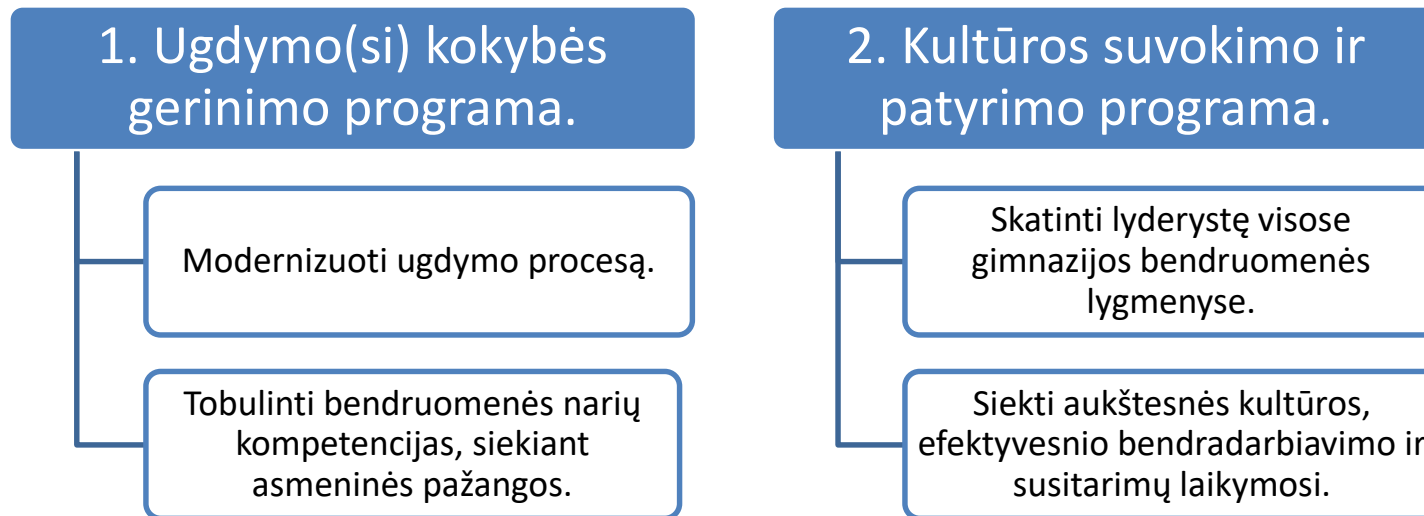 1. Ugdymo(si) kokybės
gerinimo programa.
Modernizuoti ugdymo procesą.
Tobulinti bendruomenės narių
kompetencijas, siekiant
asmeninės pažangos.
2. Kultūros suvokimo ir
patyrimo programa.
Skatinti lyderystę visose
gimnazijos bendruomenės
lygmenyse.
Siekti aukštesnės kultūros,
efektyvesnio bendradarbiavimo ir
susitarimų laikymosi.